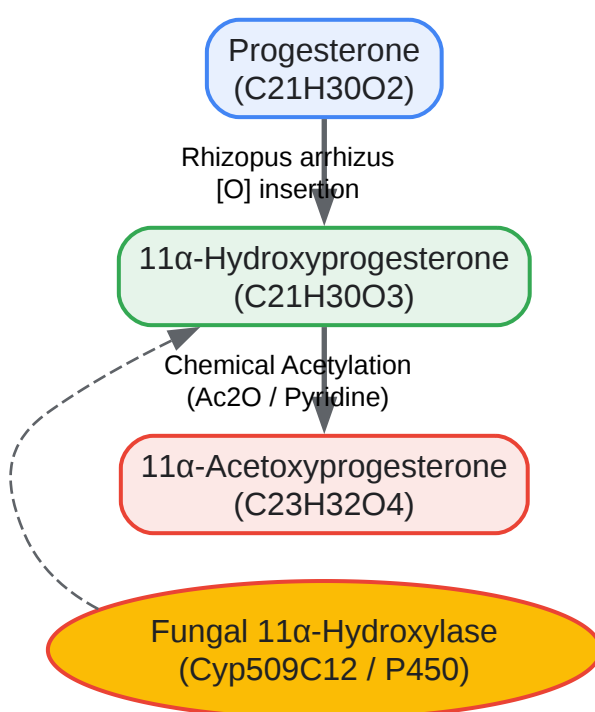 Progesterone
(C21H30O2)
Rhizopus arrhizus
[O] insertion
11α-Hydroxyprogesterone
(C21H30O3)
Chemical Acetylation
(Ac2O / Pyridine)
11α-Acetoxyprogesterone
(C23H32O4)
Fungal 11α-Hydroxylase
(Cyp509C12 / P450)